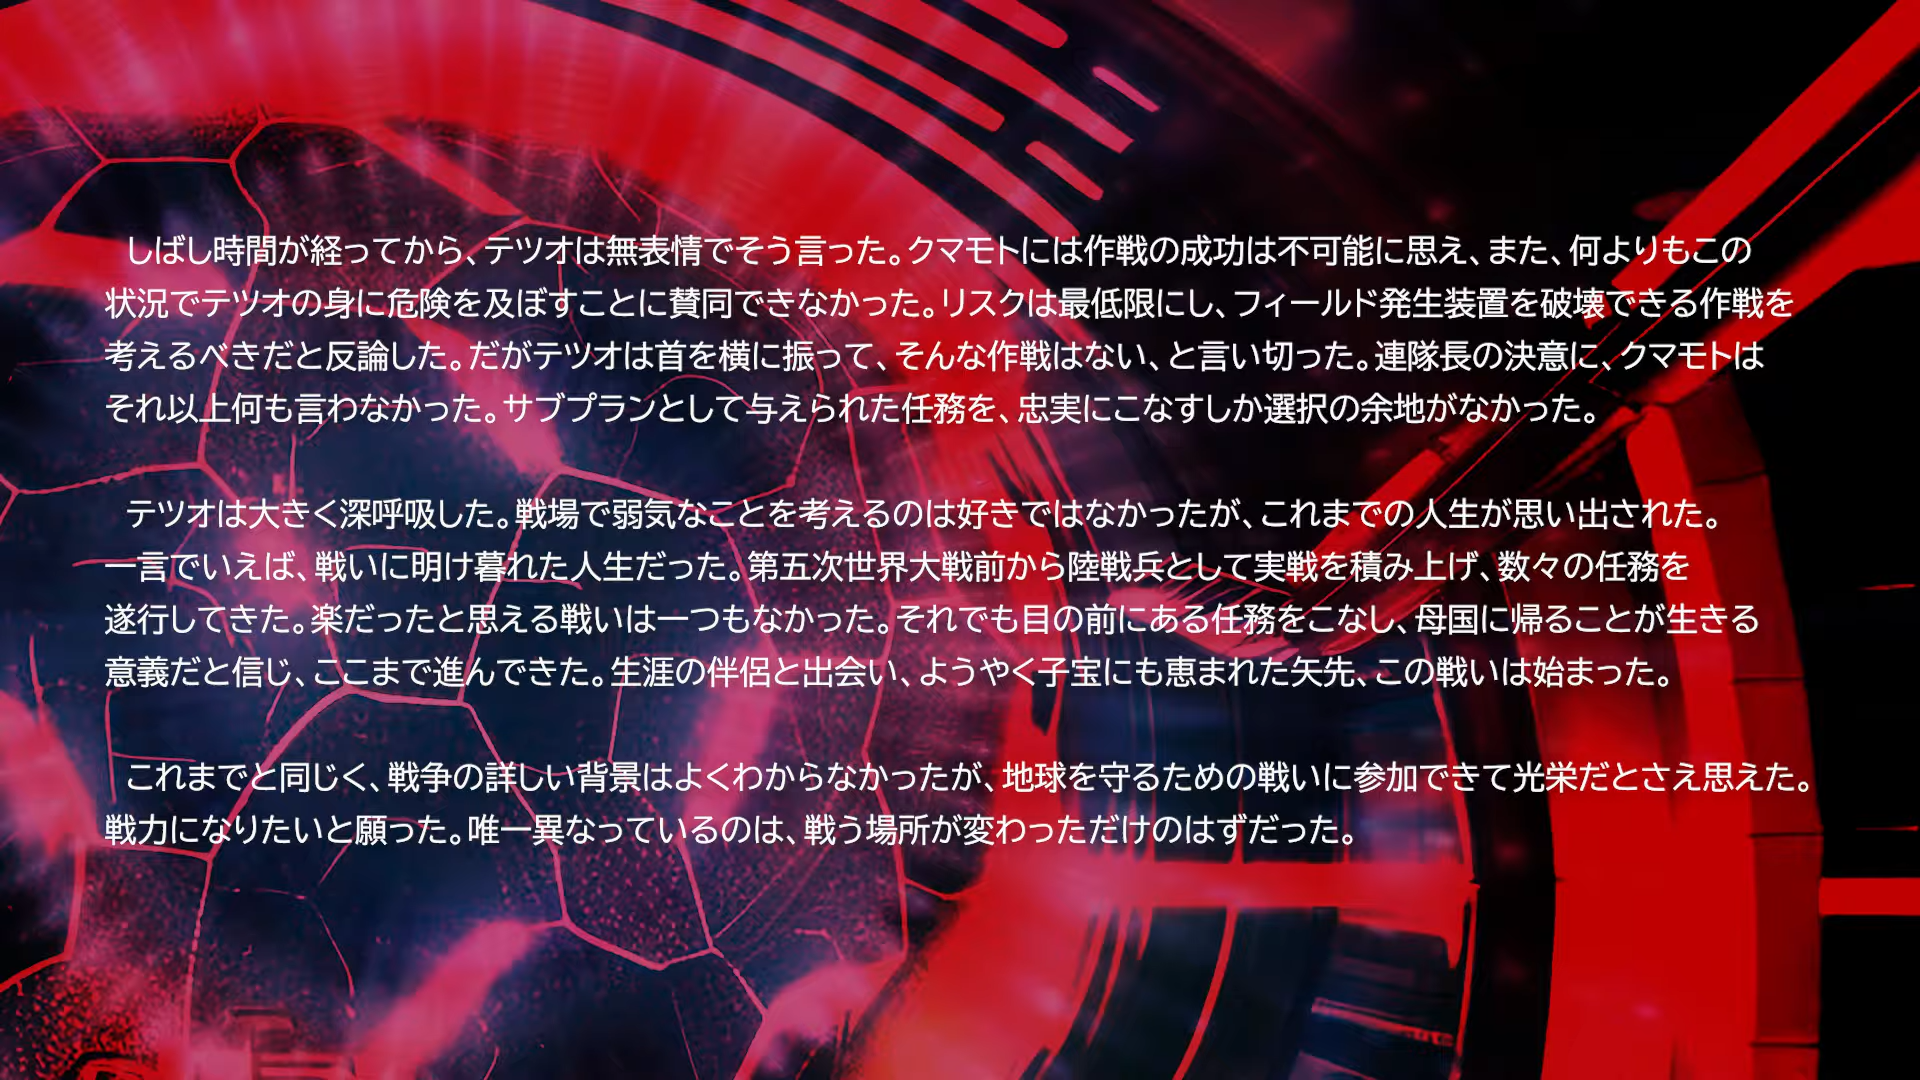 しばし時間が経ってから、テツオは無表情でそう言った。クマモトには作戦の成功は不可能に思え、また、何よりもこの
状況でテツオの身に危険を及ぼすことに賛同できなかった。リスクは最低限にし、フィールド発生装置を破壊できる作戦を
考えるべきだと反論した。だがテツオは首を横に振って、そんな作戦はない、と言い切った。連隊長の決意に、クマモトは
それ以上何も言わなかった。サブプランとして与えられた任務を、忠実にこなすしか選択の余地がなかった。
テツオは大きく深呼吸した。戦場で弱気なことを考えるのは好きではなかったが、これまでの人生が思い出された。
一言でいえば、戦いに明け暮れた人生だった。第五次世界大戦前から陸戦兵として実戦を積み上げ、数々の任務を
遂行してきた。楽だったと思える戦いは一つもなかった。それでも目の前にある任務をこなし、母国に帰ることが生きる
意義だと信じ、ここまで進んできた。生涯の伴侶と出会い、ようやく子宝にも恵まれた矢先、この戦いは始まった。
これまでと同じく、戦争の詳しい背景はよくわからなかったが、地球を守るための戦いに参加できて光栄だとさえ思えた。
戦力になりたいと願った。唯一異なっているのは、戦う場所が変わっただけのはずだった。